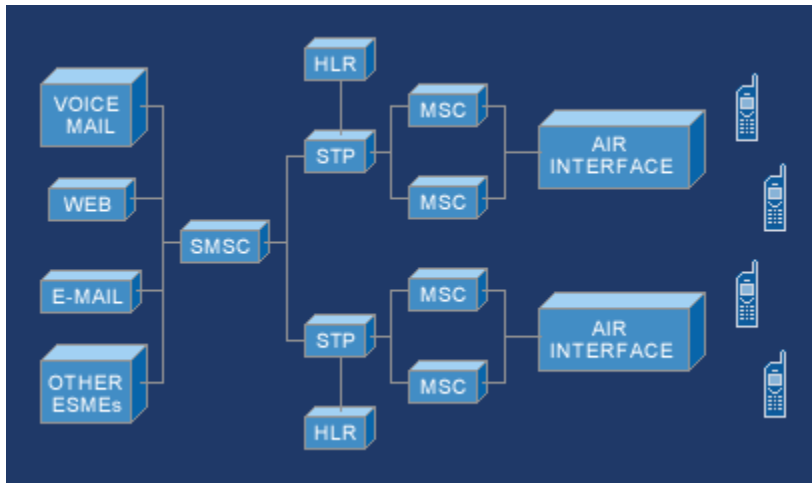 VOICE
MAIL
WEB
E-MAIL
OTHER
ESMEs
SMSC
HLR
STP
MSC
MSC
AIR
INTERFACE
STP
HLR
MSC
MSC
AIR
INTERFACE